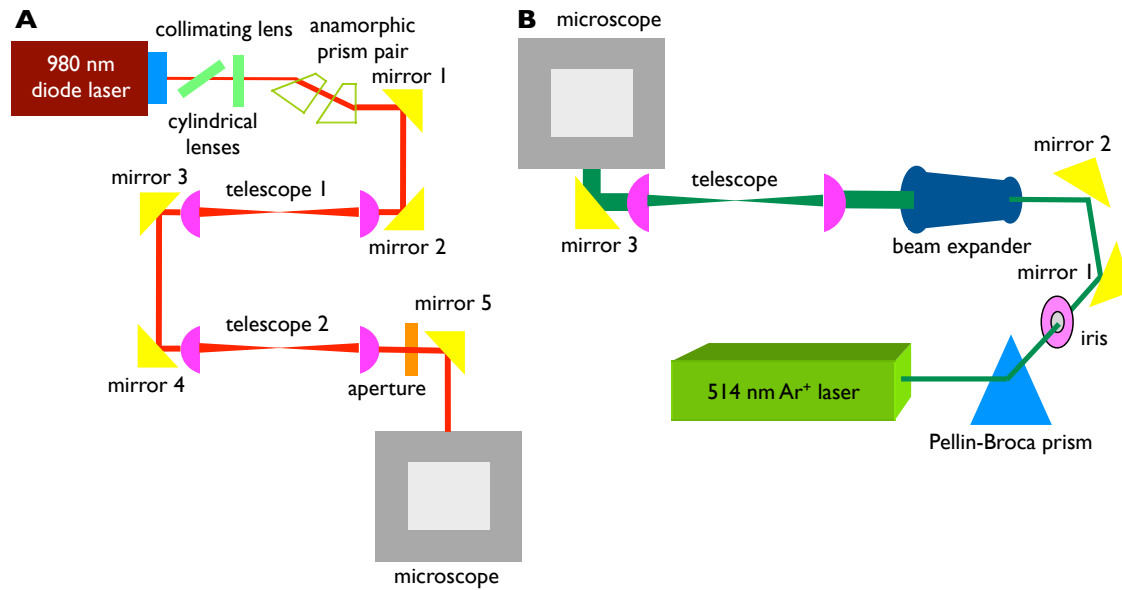 A
collimating lens
anamorphic
prism pair
mirror 1
980 nm
diode laser
cylindrical
lenses
mirror 3
telescope 1
mirror 2
telescope 2
mirror 5
mirror 4
aperture
microscope
B
microscope
mirror 2
telescope
mirror 3
beam expander
mirror 1
iris
514 nm Ar⁺ laser
Pellin-Broca prism